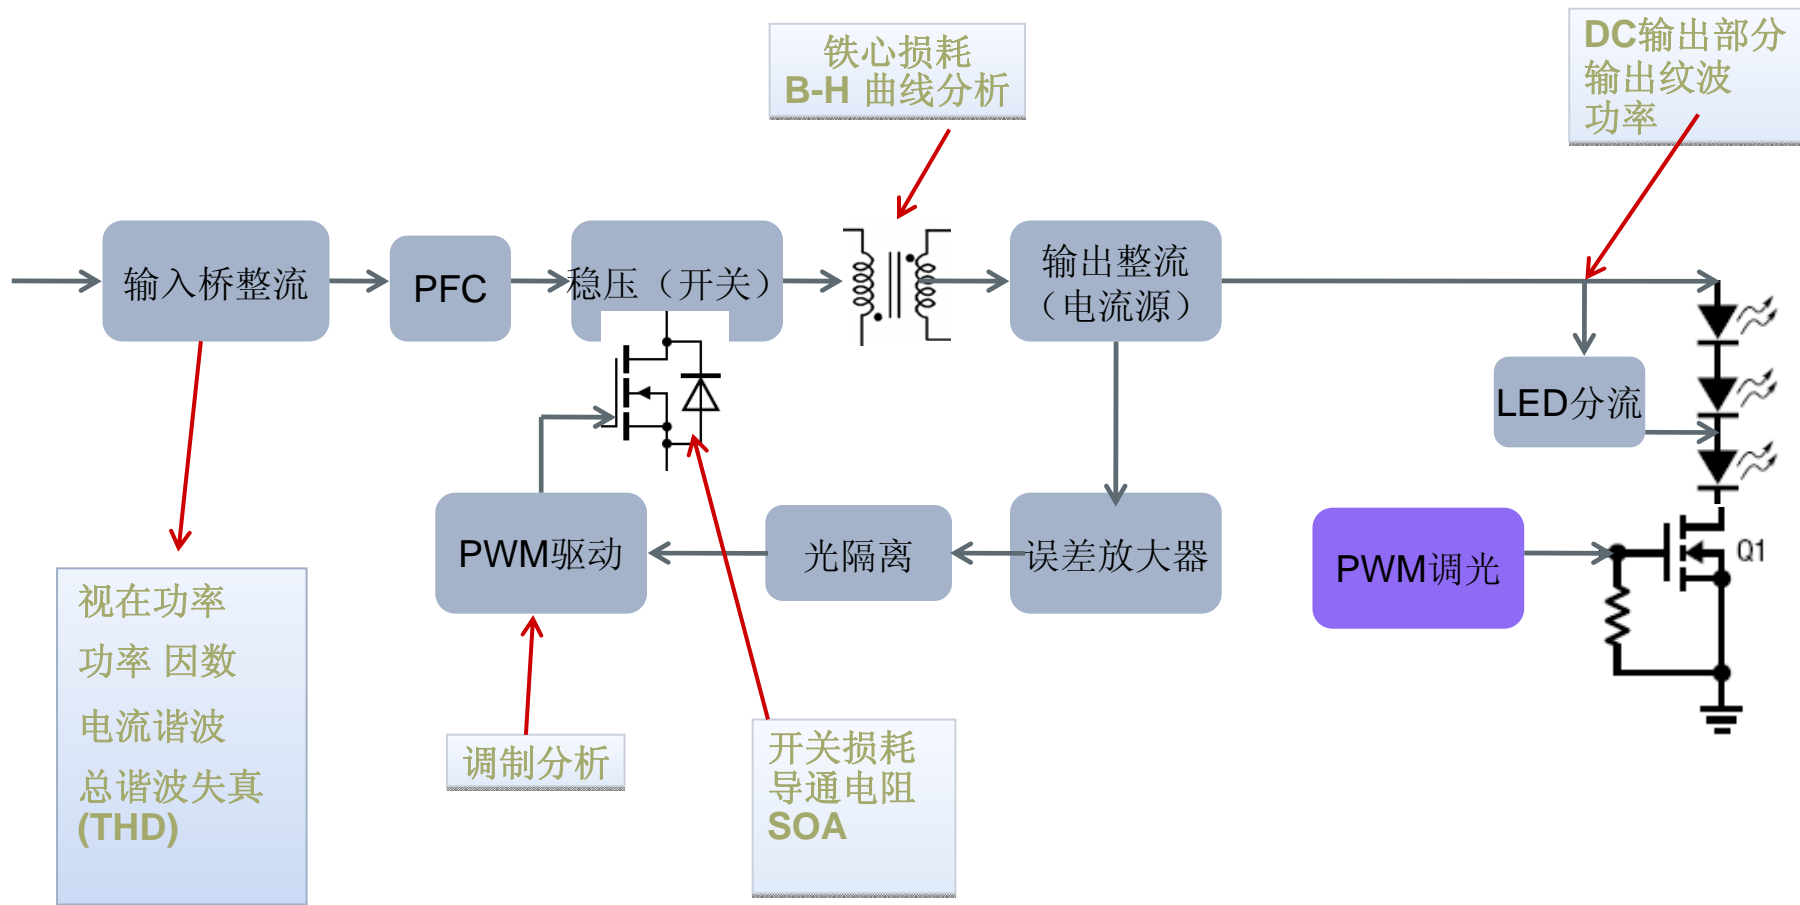 铁心损耗
B-H 曲线分析
DC输出部分
输出纹波
功率
输入桥整流
PFC
稳压（开关）
输出整流
（电流源）
LED分流
PWM驱动
光隔离
误差放大器
PWM调光
Q1
视在功率
功率 因数
电流谐波
总谐波失真
(THD)
调制分析
开关损耗
导通电阻
SOA